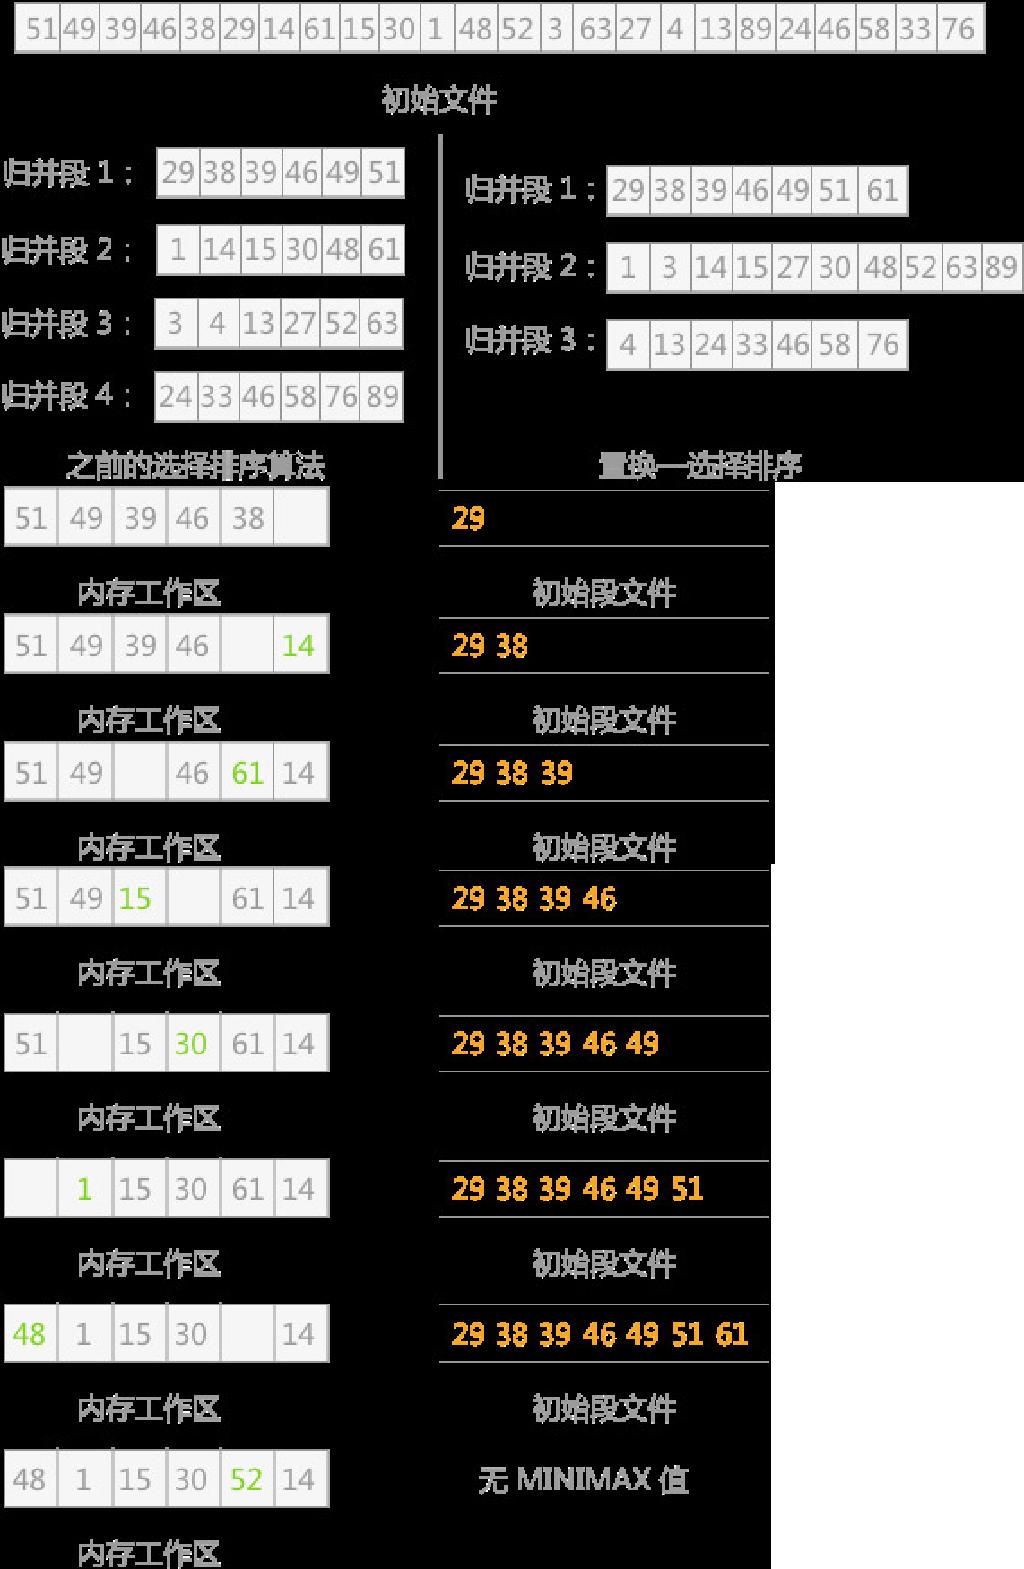 51 49 39 46 38 29 14 61 15 30 1 48 52 3 63 27 4 13 89 24 46 58 33 76
初始文件
归并段 1： 29 38 39 46 49 51
归并段 2： 1 14 15 30 48 61
归并段 3： 3 4 13 27 52 63
归并段 4： 24 33 46 58 76 89
之前的选择排序算法
归并段 1： 29 38 39 46 49 51 61
归并段 2： 1 3 14 15 27 30 48 52 63 89
归并段 3： 4 13 24 33 46 58 76
置换—选择排序
51 49 39 46 38
29
内存工作区
初始段文件
51 49 39 46 14
29 38
内存工作区
初始段文件
51 49 46 61 14
29 38 39
内存工作区
初始段文件
51 49 15 61 14
29 38 39 46
内存工作区
初始段文件
51 15 30 61 14
29 38 39 46 49
内存工作区
初始段文件
1 15 30 61 14
29 38 39 46 49 51
内存工作区
初始段文件
48 1 15 30 14
29 38 39 46 49 51 61
内存工作区
初始段文件
48 1 15 30 52 14
无 MINIMAX 值
内存工作区